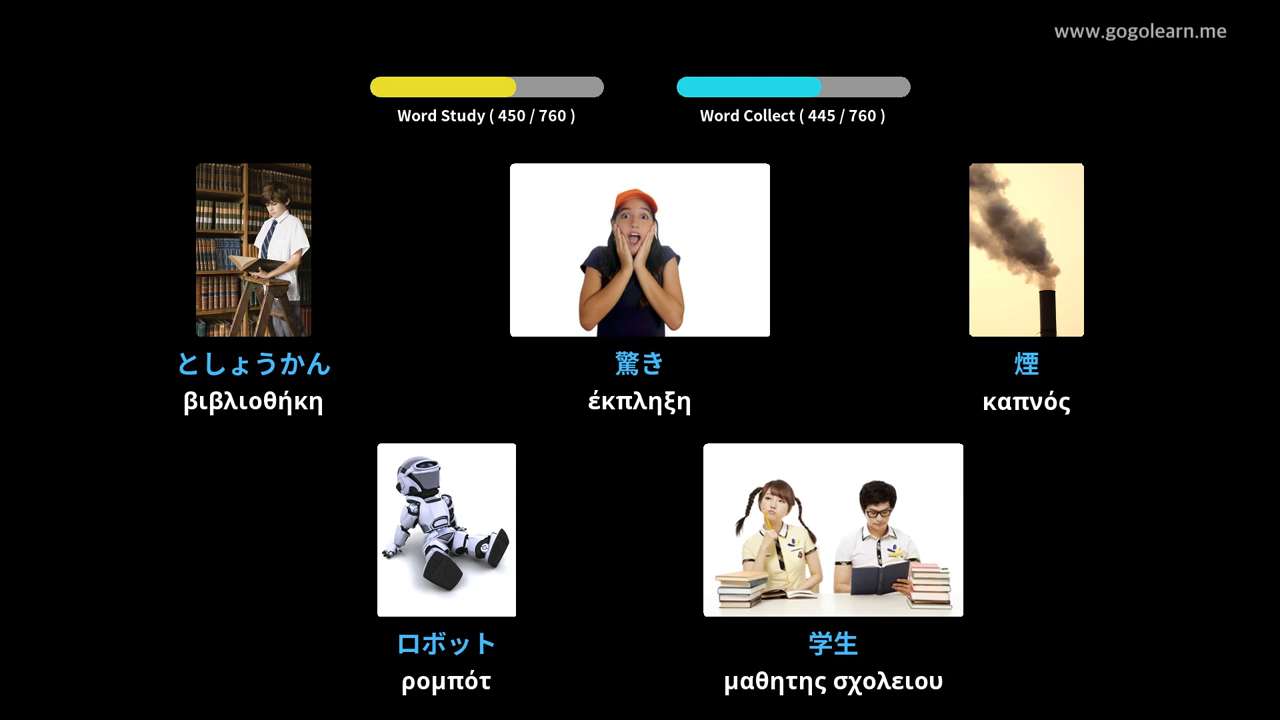 www.gogolearn.me
Word Study ( 450 / 760 )
Word Collect ( 445 / 760 )
としょうかん
βιβλιοθήκη
驚き
έκπληξη
煙
καπνός
ロボット
ρομπότ
学生
μαθητης σχολειου